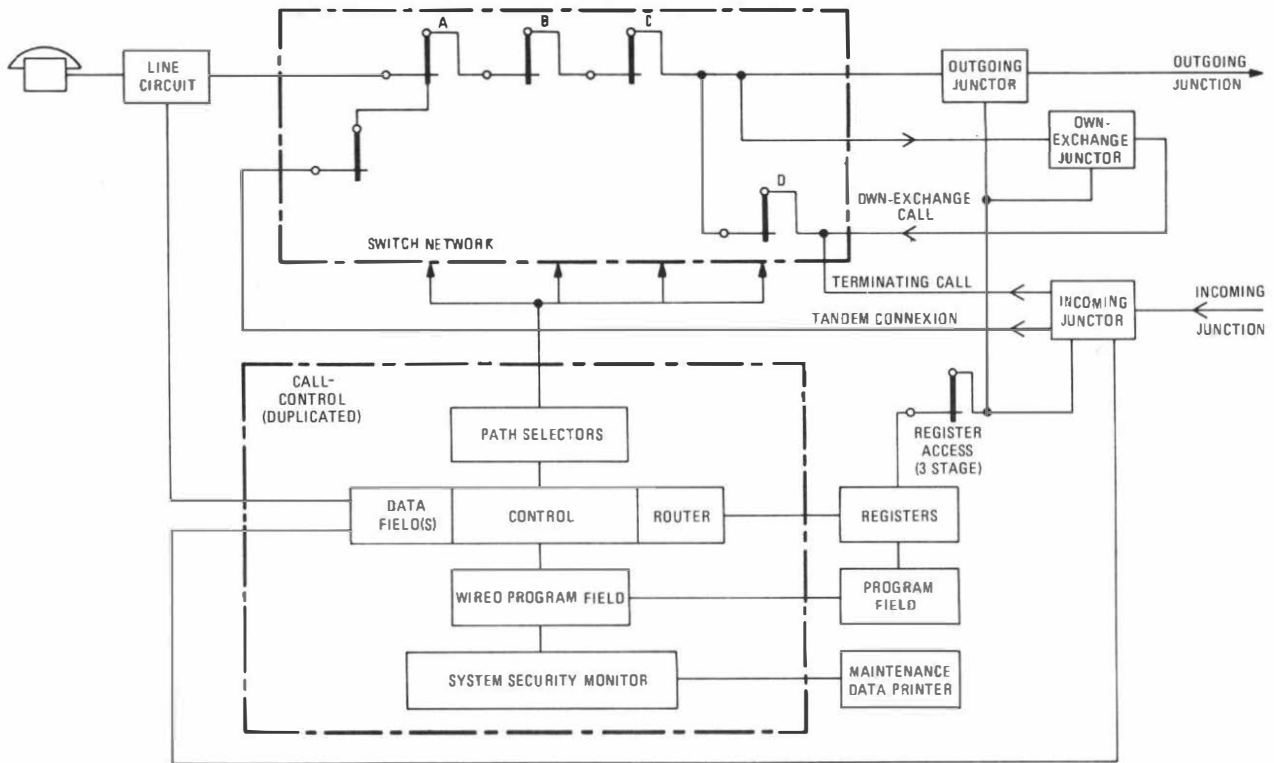 A
B
C
LINE
CIRCUIT
OUTGOING
JUNCTOR
OUTGOING
JUNCTION
OWN-
EXCHANGE
JUNCTOR
D
OWN-EXCHANGE
CALL
SWITCH NETWORK
TERMINATING CALL
TANDEM CONNEXION
INCOMING
JUNCTOR
INCOMING
JUNCTION
CALL-
CONTROL
(DUPLICATED)
PATH SELECTORS
REGISTER
ACCESS
(3 STAGE)
DATA
FIELD(S)
CONTROL
ROUTER
REGISTERS
WIRED PROGRAM FIELD
PROGRAM
FIELD
SYSTEM SECURITY MONITOR
MAINTENANCE
DATA PRINTER